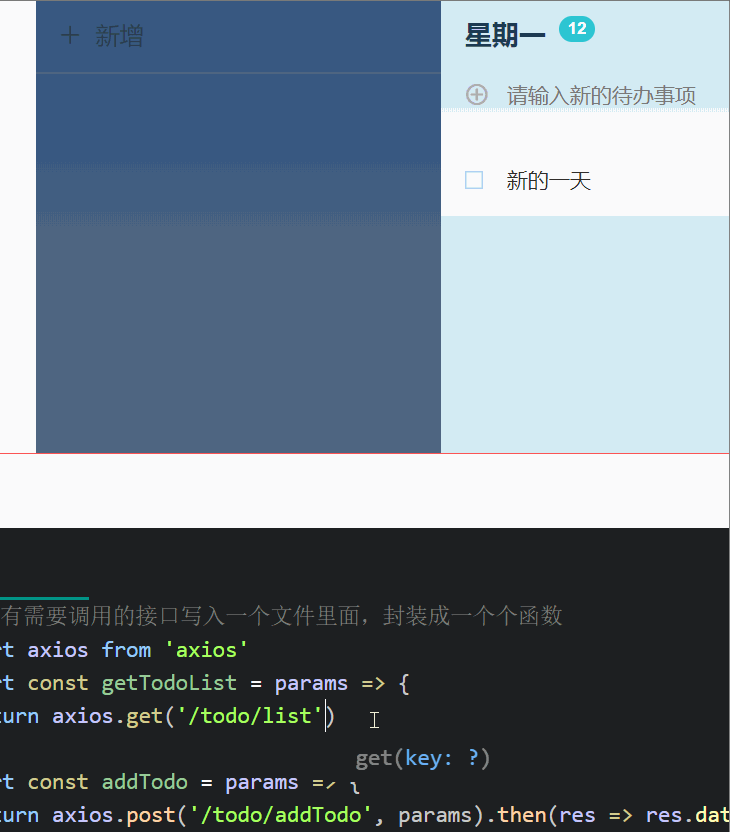 + 新增
星期一 12
请输入新的待办事项
新的一天
有需要调用的接口写入一个文件里面，封装成一个个函数
rt axios from 'axios'
rt const getTodoList = params => {
turn axios.get('/todo/list')
get(key: ?)
rt const addTodo = params => {
turn axios.post('/todo/addTodo', params).then(res => res.dat